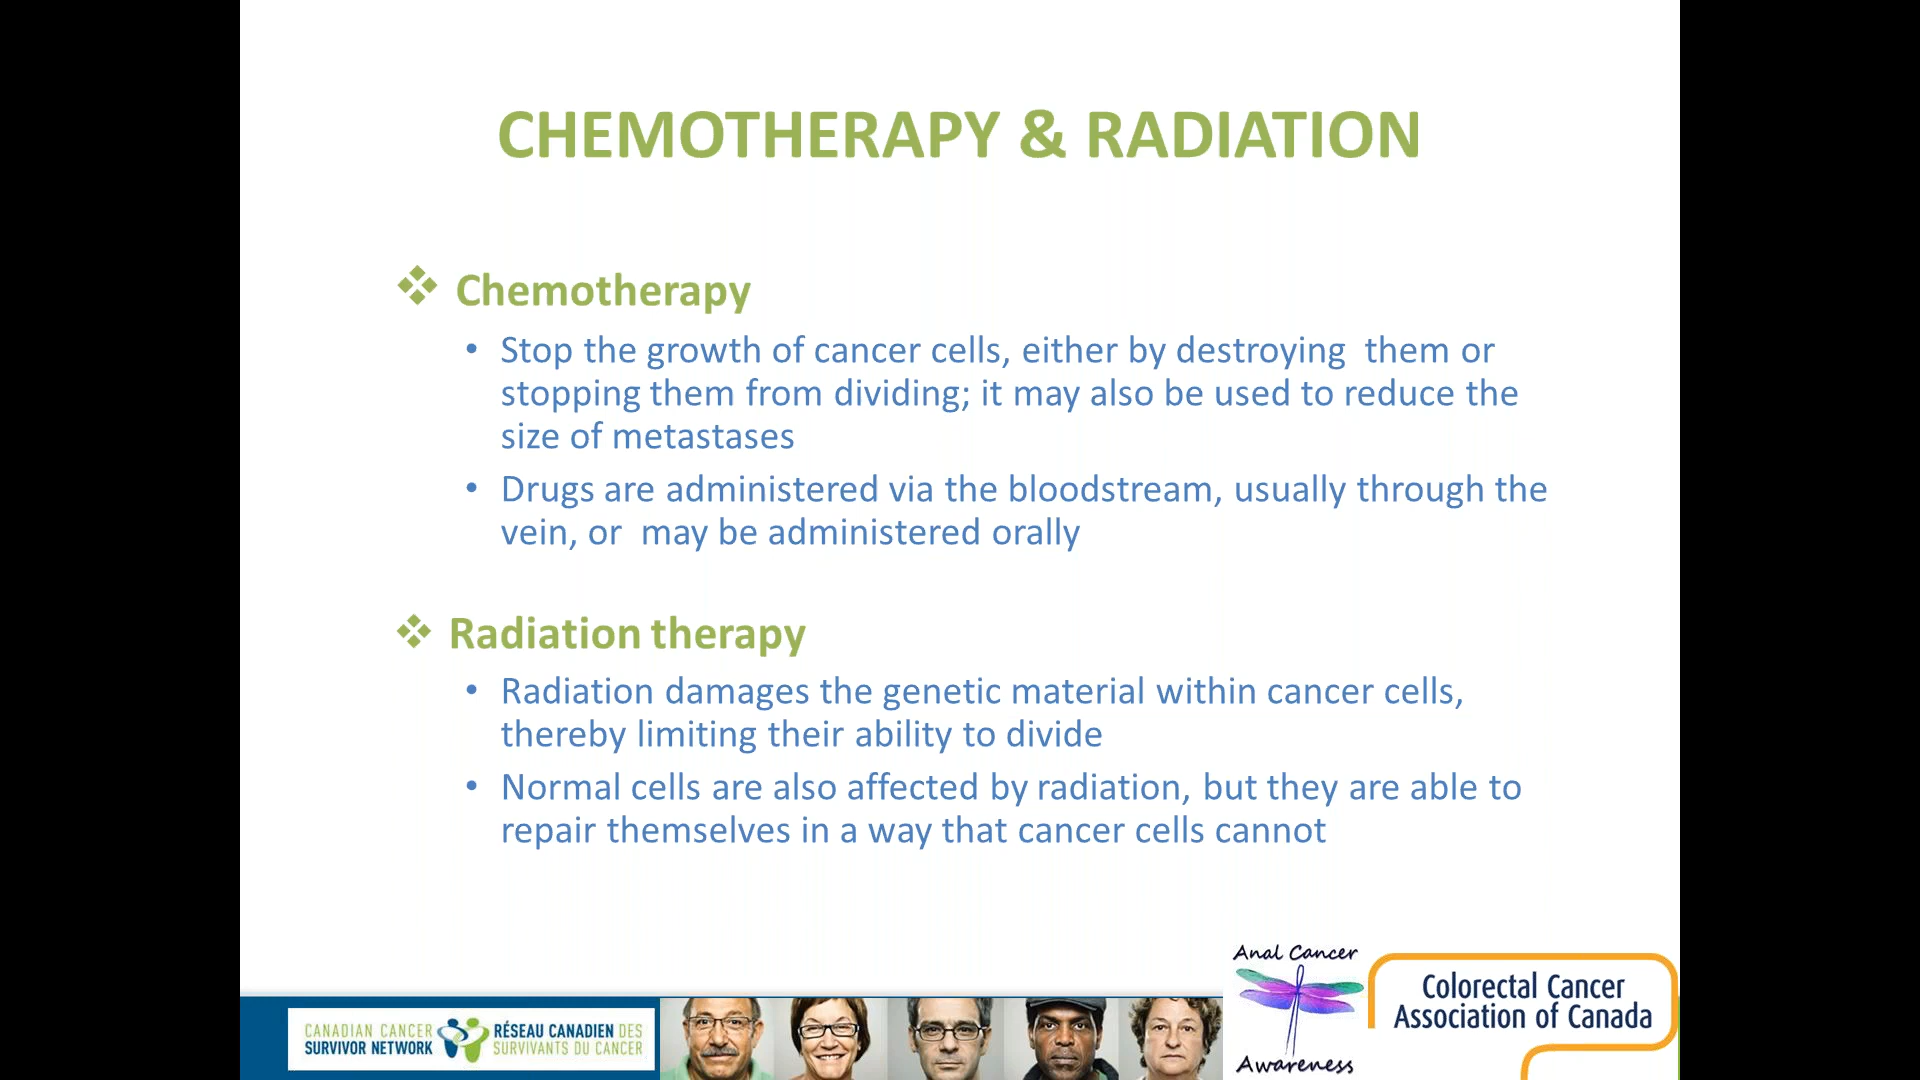 CHEMOTHERAPY & RADIATION
❖ Chemotherapy
• Stop the growth of cancer cells, either by destroying  them or
stopping them from dividing; it may also be used to reduce the
size of metastases
• Drugs are administered via the bloodstream, usually through the
vein, or  may be administered orally
❖ Radiation therapy
• Radiation damages the genetic material within cancer cells,
thereby limiting their ability to divide
• Normal cells are also affected by radiation, but they are able to
repair themselves in a way that cancer cells cannot
CANADIAN CANCER
SURVIVOR NETWORK
RÉSEAU CANADIEN DES
SURVIVANTS DU CANCER
Anal Cancer
Awareness
Colorectal Cancer
Association of Canada